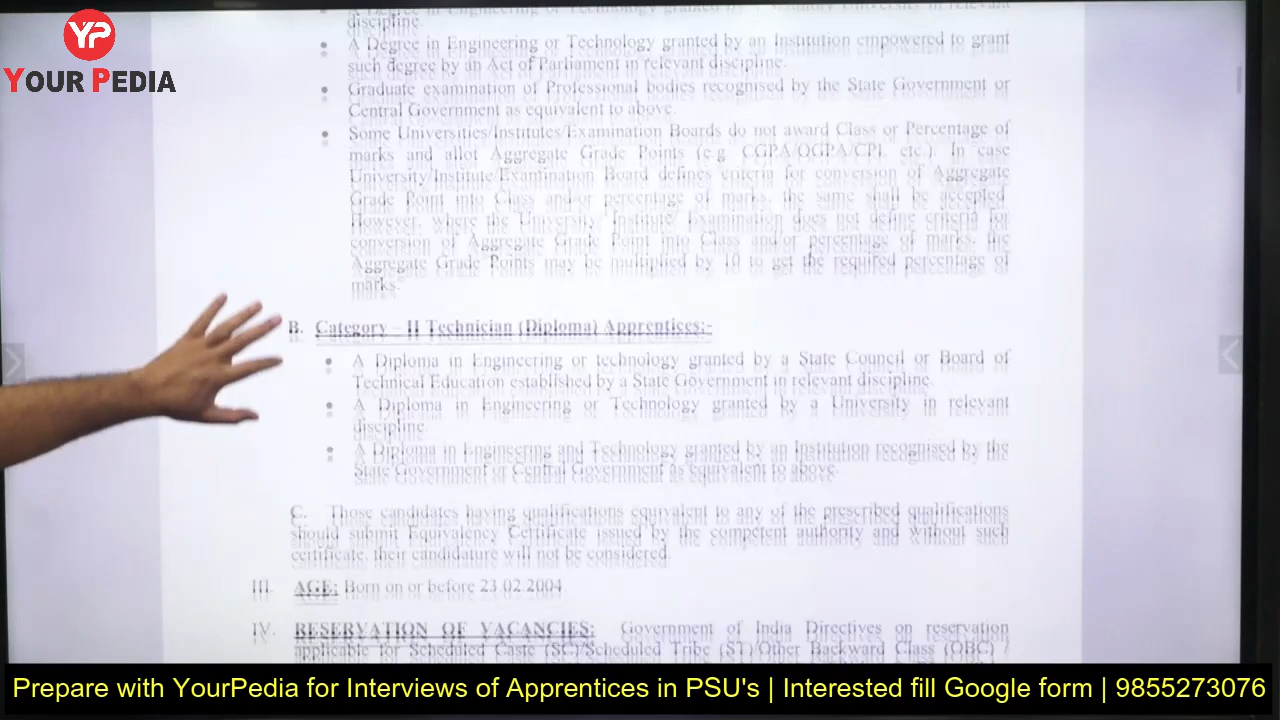 YP
YOUR PEDIA
A Degree in Engineering or Technology granted University in relevant
discipline.
• A Degree in Engineering or Technology granted by an Institution empowered to grant
such degree by an Act of Parliament in relevant discipline.
• Graduate examination of Professional bodies recognised by the State Government or
Central Government as equivalent to above.
• Some Universities/Institutes/Examination Boards do not award Class or Percentage of
marks and allot Aggregate Grade Points (e.g. CGPA/OGPA/CPI, etc.). In case
University/Institute/Examination Board defines criteria for conversion of Aggregate
Grade Point into Class and/or percentage of marks, the same shall be accepted.
However, where the University/ Institute/ Examination does not define criteria for
conversion of Aggregate Grade Point into Class and/or percentage of marks, the
Aggregate Grade Points may be multiplied by 10 to get the required percentage of
marks.
B. Category – II Technician (Diploma) Apprentices:-
• A Diploma in Engineering or technology granted by a State Council or Board of
Technical Education established by a State Government in relevant discipline.
• A Diploma in Engineering or Technology granted by a University in relevant
discipline.
• A Diploma in Engineering and Technology granted by an Institution recognised by the
State Government or Central Government as equivalent to above.
C. Those candidates having qualifications equivalent to any of the prescribed qualifications
should submit Equivalency Certificate issued by the competent authority and without such
certificate, their candidature will not be considered.
III. AGE: Born on or before 23.02.2004
IV. RESERVATION OF VACANCIES: Government of India Directives on reservation
applicable for Scheduled Caste (SC)/Scheduled Tribe (ST)/Other Backward Class (OBC) /
Prepare with YourPedia for Interviews of Apprentices in PSU's | Interested fill Google form | 9855273076